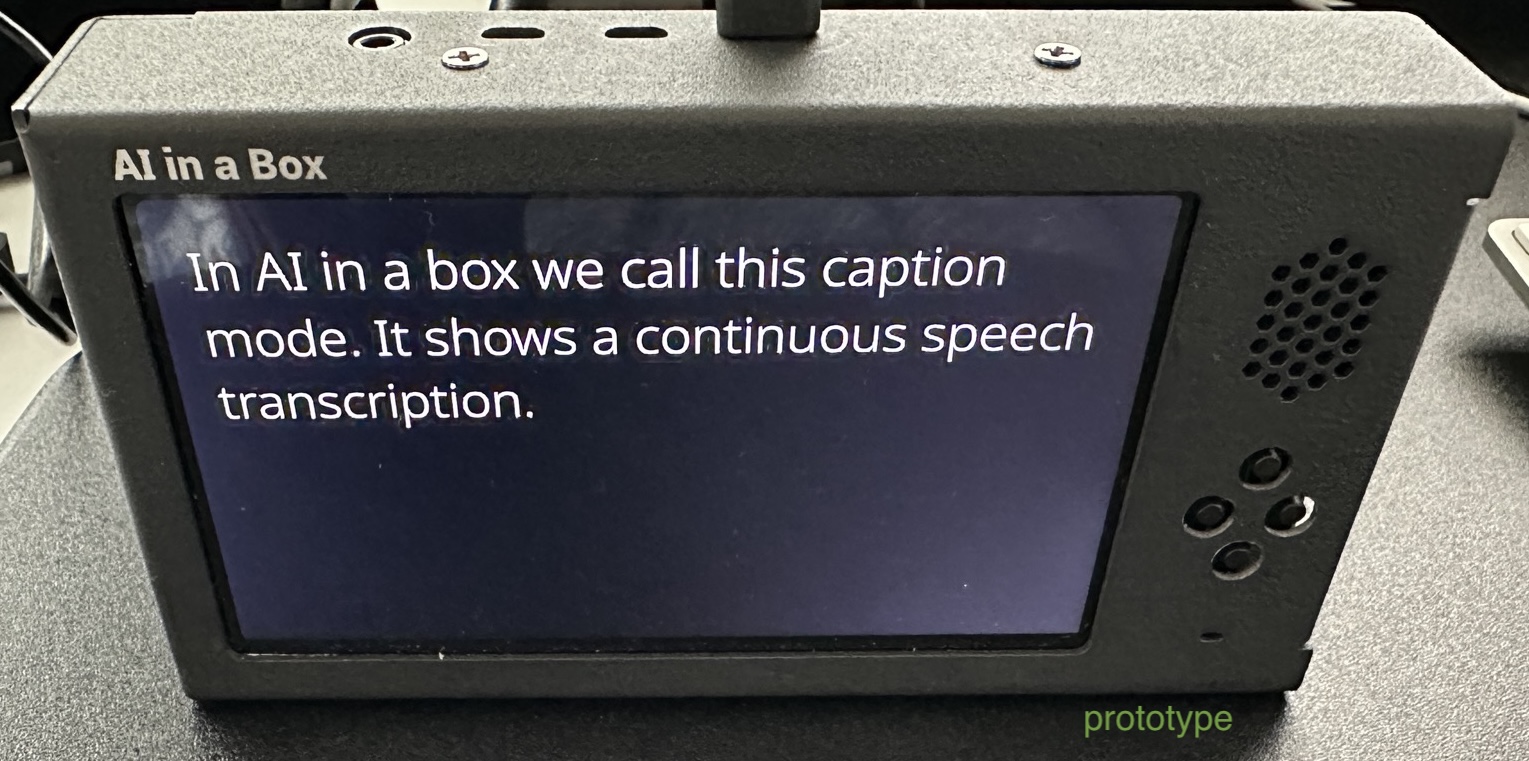 AI in a Box
In AI in a box we call this caption
mode. It shows a continuous speech
transcription.
prototype